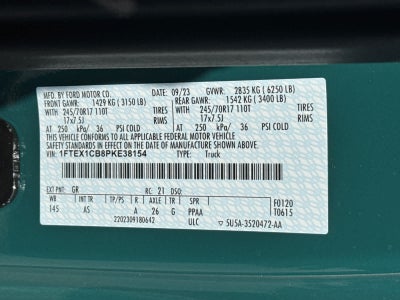 MFD. BY FORD MOTOR CO. DATE: 09/23 GVWR: 2835 KG (6250 LB)
FRONT GAWR: 1429 KG (3150 LB) REAR GAWR: 1542 KG (3400 LB)
WITH 245/70R17 110T TIRES WITH 245/70R17 110T TIRES
17x7.5J RIMS 17x7.5J RIMS
AT 250 kPa/ 36 PSI COLD AT 250 kPa/ 36 PSI COLD
THIS VEHICLE CONFORMS TO ALL APPLICABLE FEDERAL MOTOR VEHICLE SAFETY
STANDARDS IN EFFECT ON THE DATE OF MANUFACTURE SHOWN ABOVE.
VIN: 1FTEX1CB8PKE38154 TYPE: Truck
EXT PNT: GR RC: 21 DSO: F0120
WB INT TR TP/PS R A TR SPR T0615
145 AS A 26 G PPAA
2202309180642 ULC 5U5A-3520472-AA